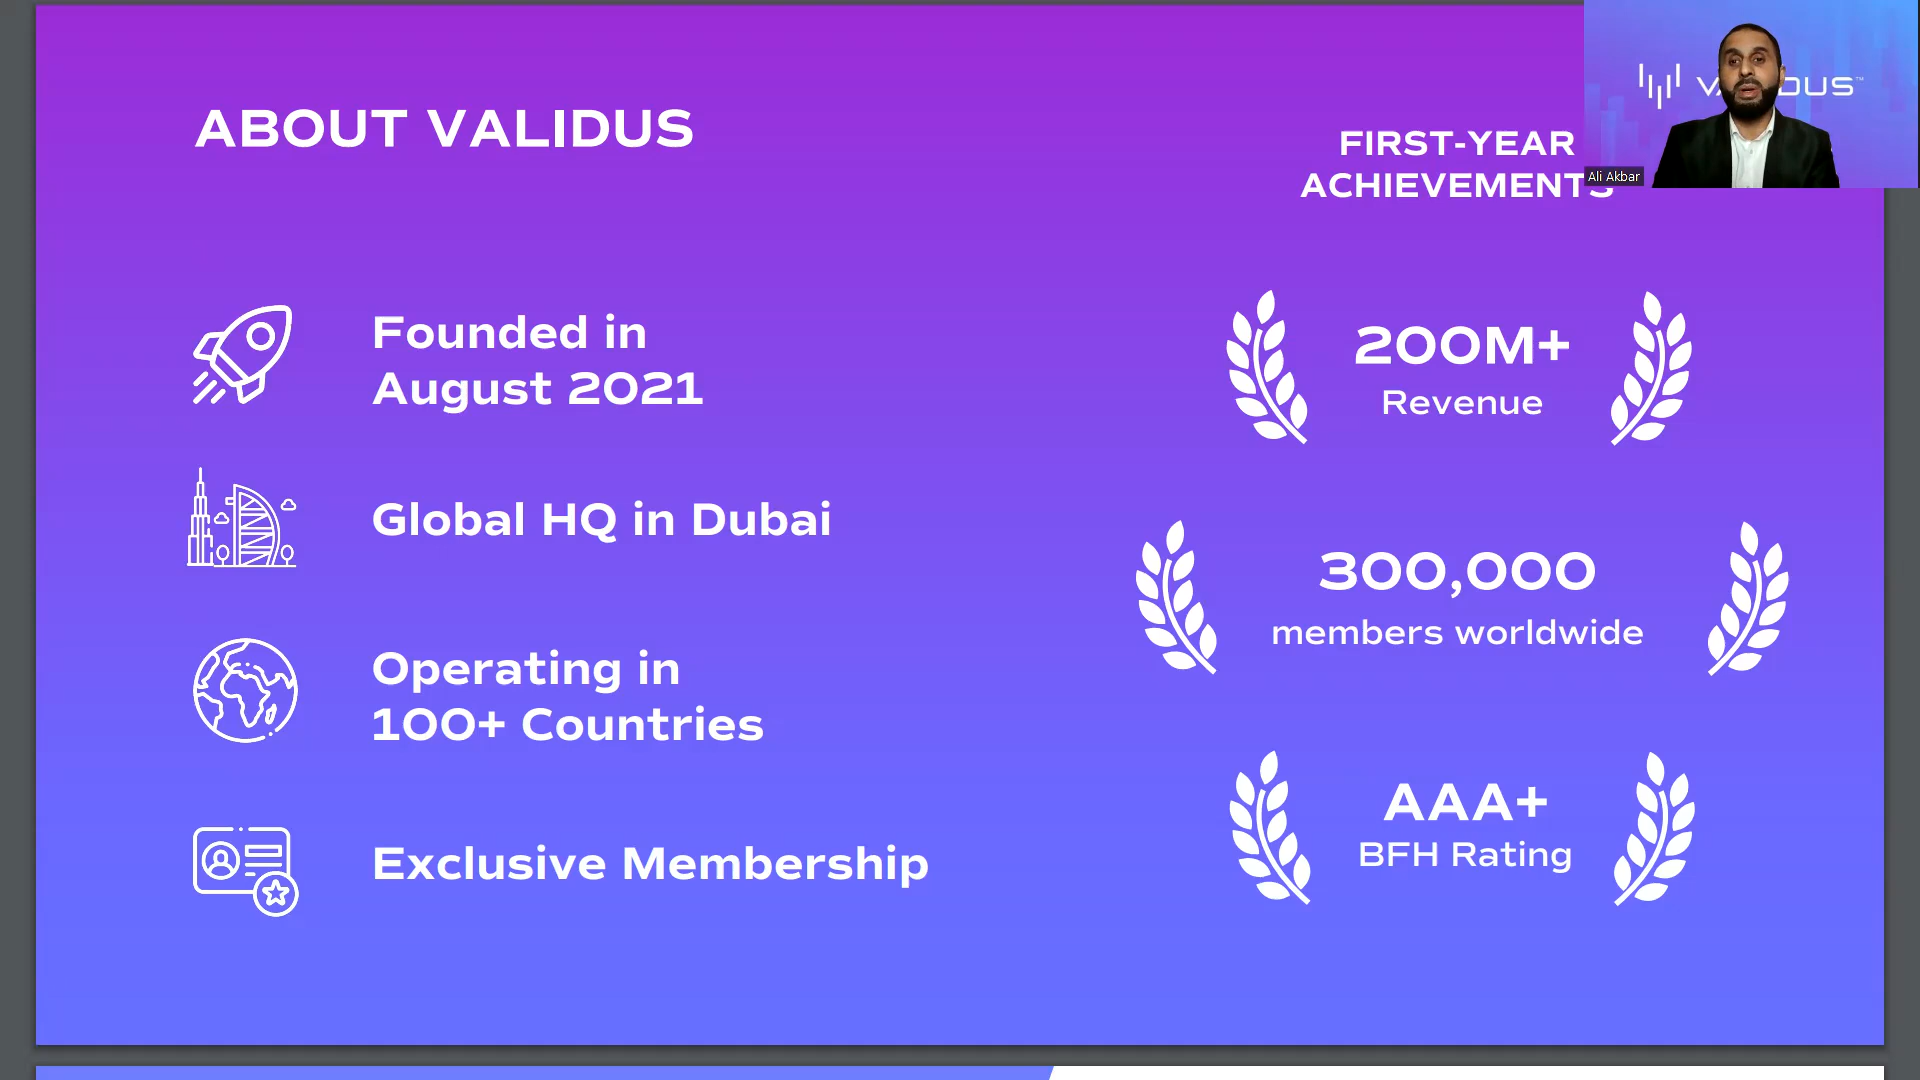 ABOUT VALIDUS
Founded in
August 2021
Global HQ in Dubai
Operating in
100+ Countries
Exclusive Membership
FIRST-YEAR
ACHIEVEMENTS
200M+
Revenue
300,000
members worldwide
AAA+
BFH Rating
Ali Akbar